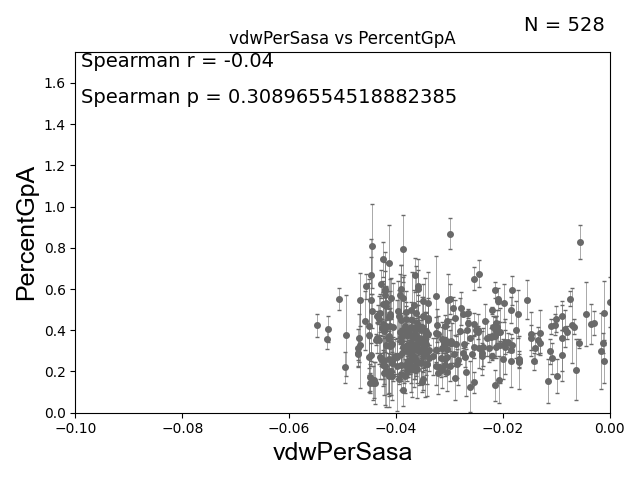 N = 528
vdwPerSasa vs PercentGpA
Spearman r = -0.04
Spearman p = 0.30896554518882385
PercentGpA
1.6
1.4
1.2
1.0
0.8
0.6
0.4
0.2
0.0
−0.10 −0.08 −0.06 −0.04 −0.02 0.00
vdwPerSasa